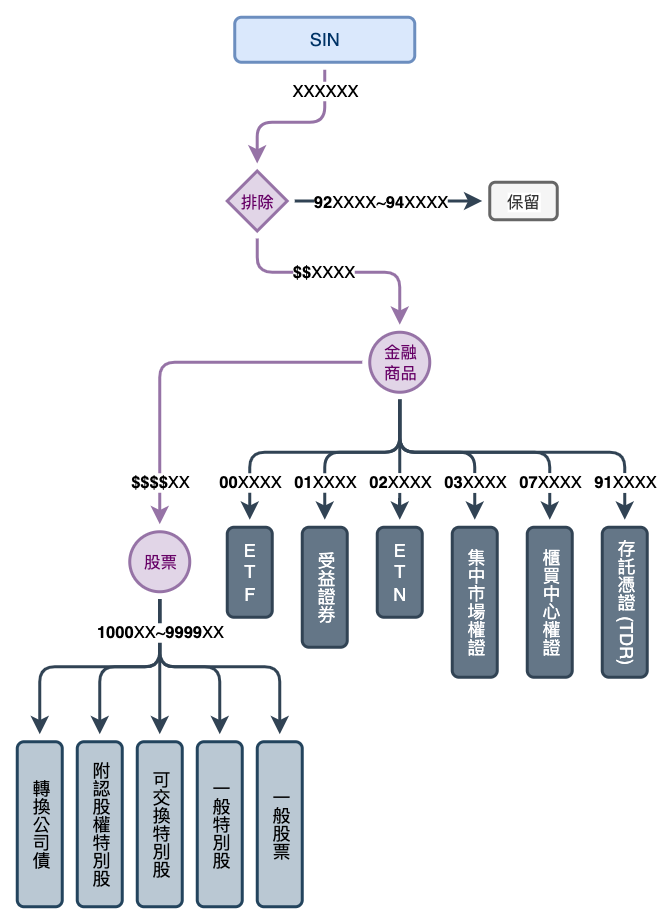 SIN
XXXXXX
排除
92XXXX~94XXXX
保留
$$XXXX
金融
商品
$$$$XX
00XXXX
01XXXX
02XXXX
03XXXX
07XXXX
91XXXX
股票
ETF
受益證券
ETN
集中市場權證
櫃買中心權證
存託憑證 (TDR)
1000XX~9999XX
轉換公司債
附認股權特別股
可交換特別股
一般特別股
一般股票